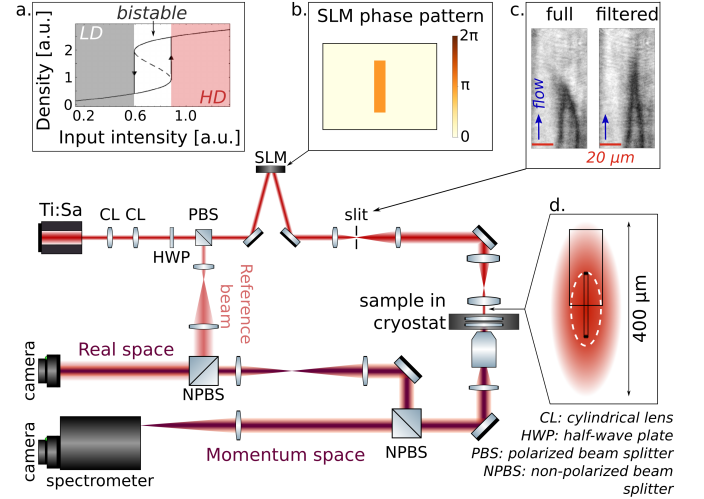 a.
bistable
LD
HD
Density [a.u.]
2
1
0
0.2
0.6
1.0
Input intensity [a.u.]
b.
SLM phase pattern
2π
π
0
c.
full
filtered
flow
20 μm
SLM
Ti:Sa
CL CL
PBS
HWP
slit
Reference
beam
sample in
cryostat
d.
400 μm
Real space
camera
NPBS
camera
spectrometer
Momentum space
NPBS
CL: cylindrical lens
HWP: half-wave plate
PBS: polarized beam splitter
NPBS: non-polarized beam
splitter